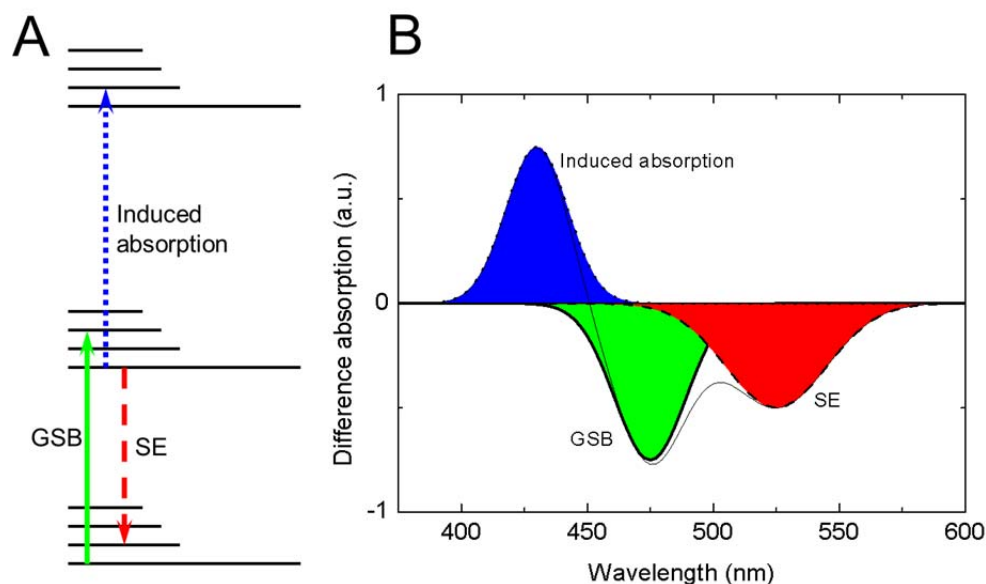 A
Induced
absorption
GSB
SE
B
Difference absorption (a.u.)
1
0
-1
Induced absorption
GSB
SE
400
450
500
550
600
Wavelength (nm)